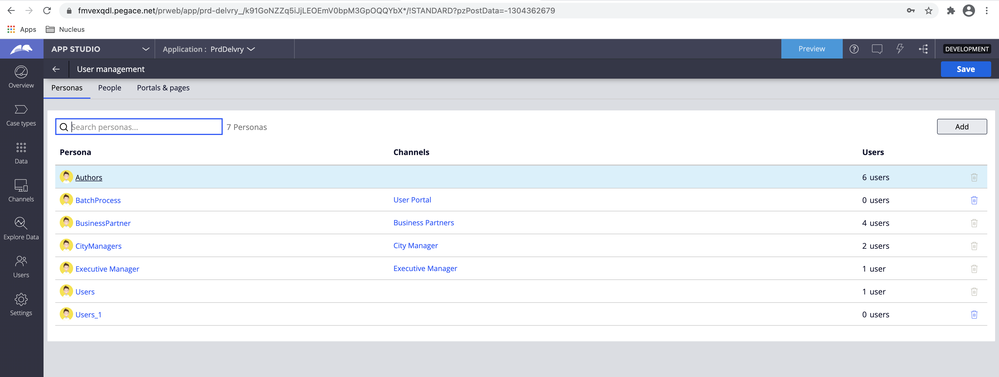 fmvexqdl.pegace.net/prweb/app/prd-delvry_/k91GoNZZq5iJjLEOEmV0bpM3GpOQQYbX*/!STANDARD?pzPostData=-1304362679
Apps Nucleus
APP STUDIO Application : PrdDelvry Preview ? DEVELOPMENT
User management Save
Overview
Case types
Data
Channels
Explore Data
Users
Settings
Personas People Portals & pages
Search personas... 7 Personas Add
Persona Channels Users
Authors 6 users
BatchProcess User Portal 0 users
BusinessPartner Business Partners 4 users
CityManagers City Manager 2 users
Executive Manager Executive Manager 1 user
Users 1 user
Users_1 0 users